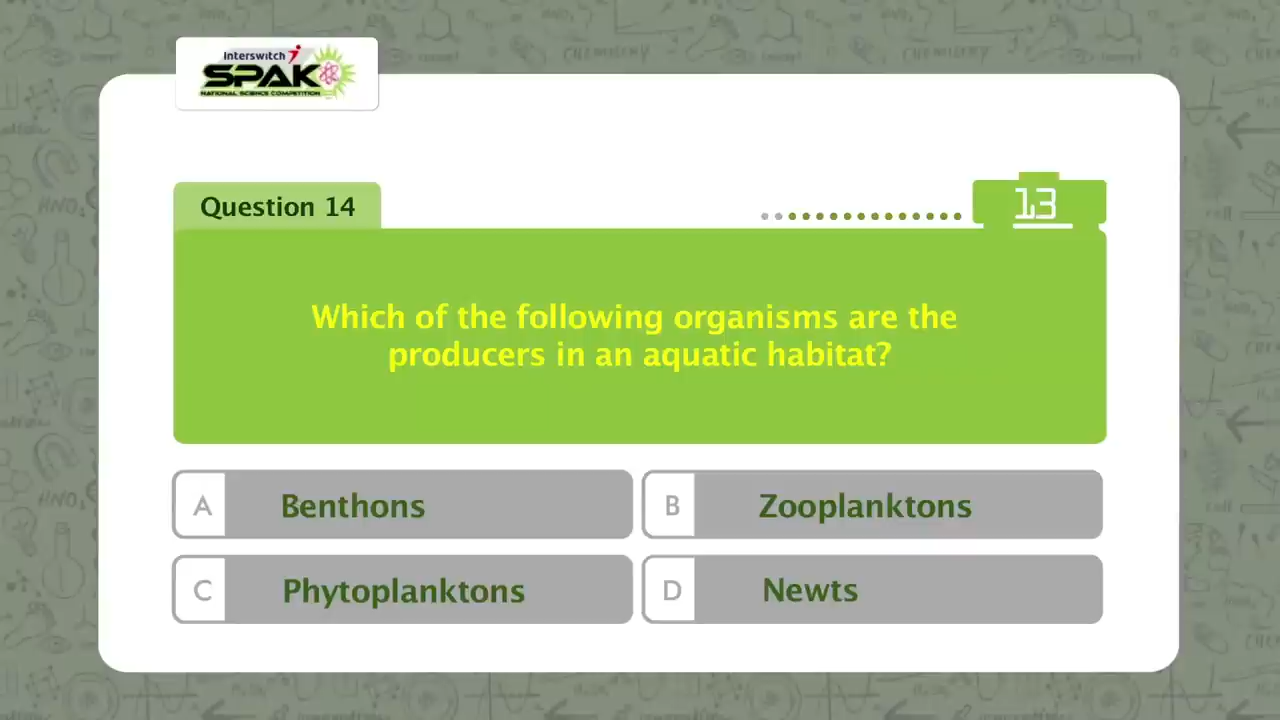 Interswitch
SPAK
NATIONAL SCIENCE COMPETITION
Question 14
13
Which of the following organisms are the
producers in an aquatic habitat?
A Benthons
B Zooplanktons
C Phytoplanktons
D Newts